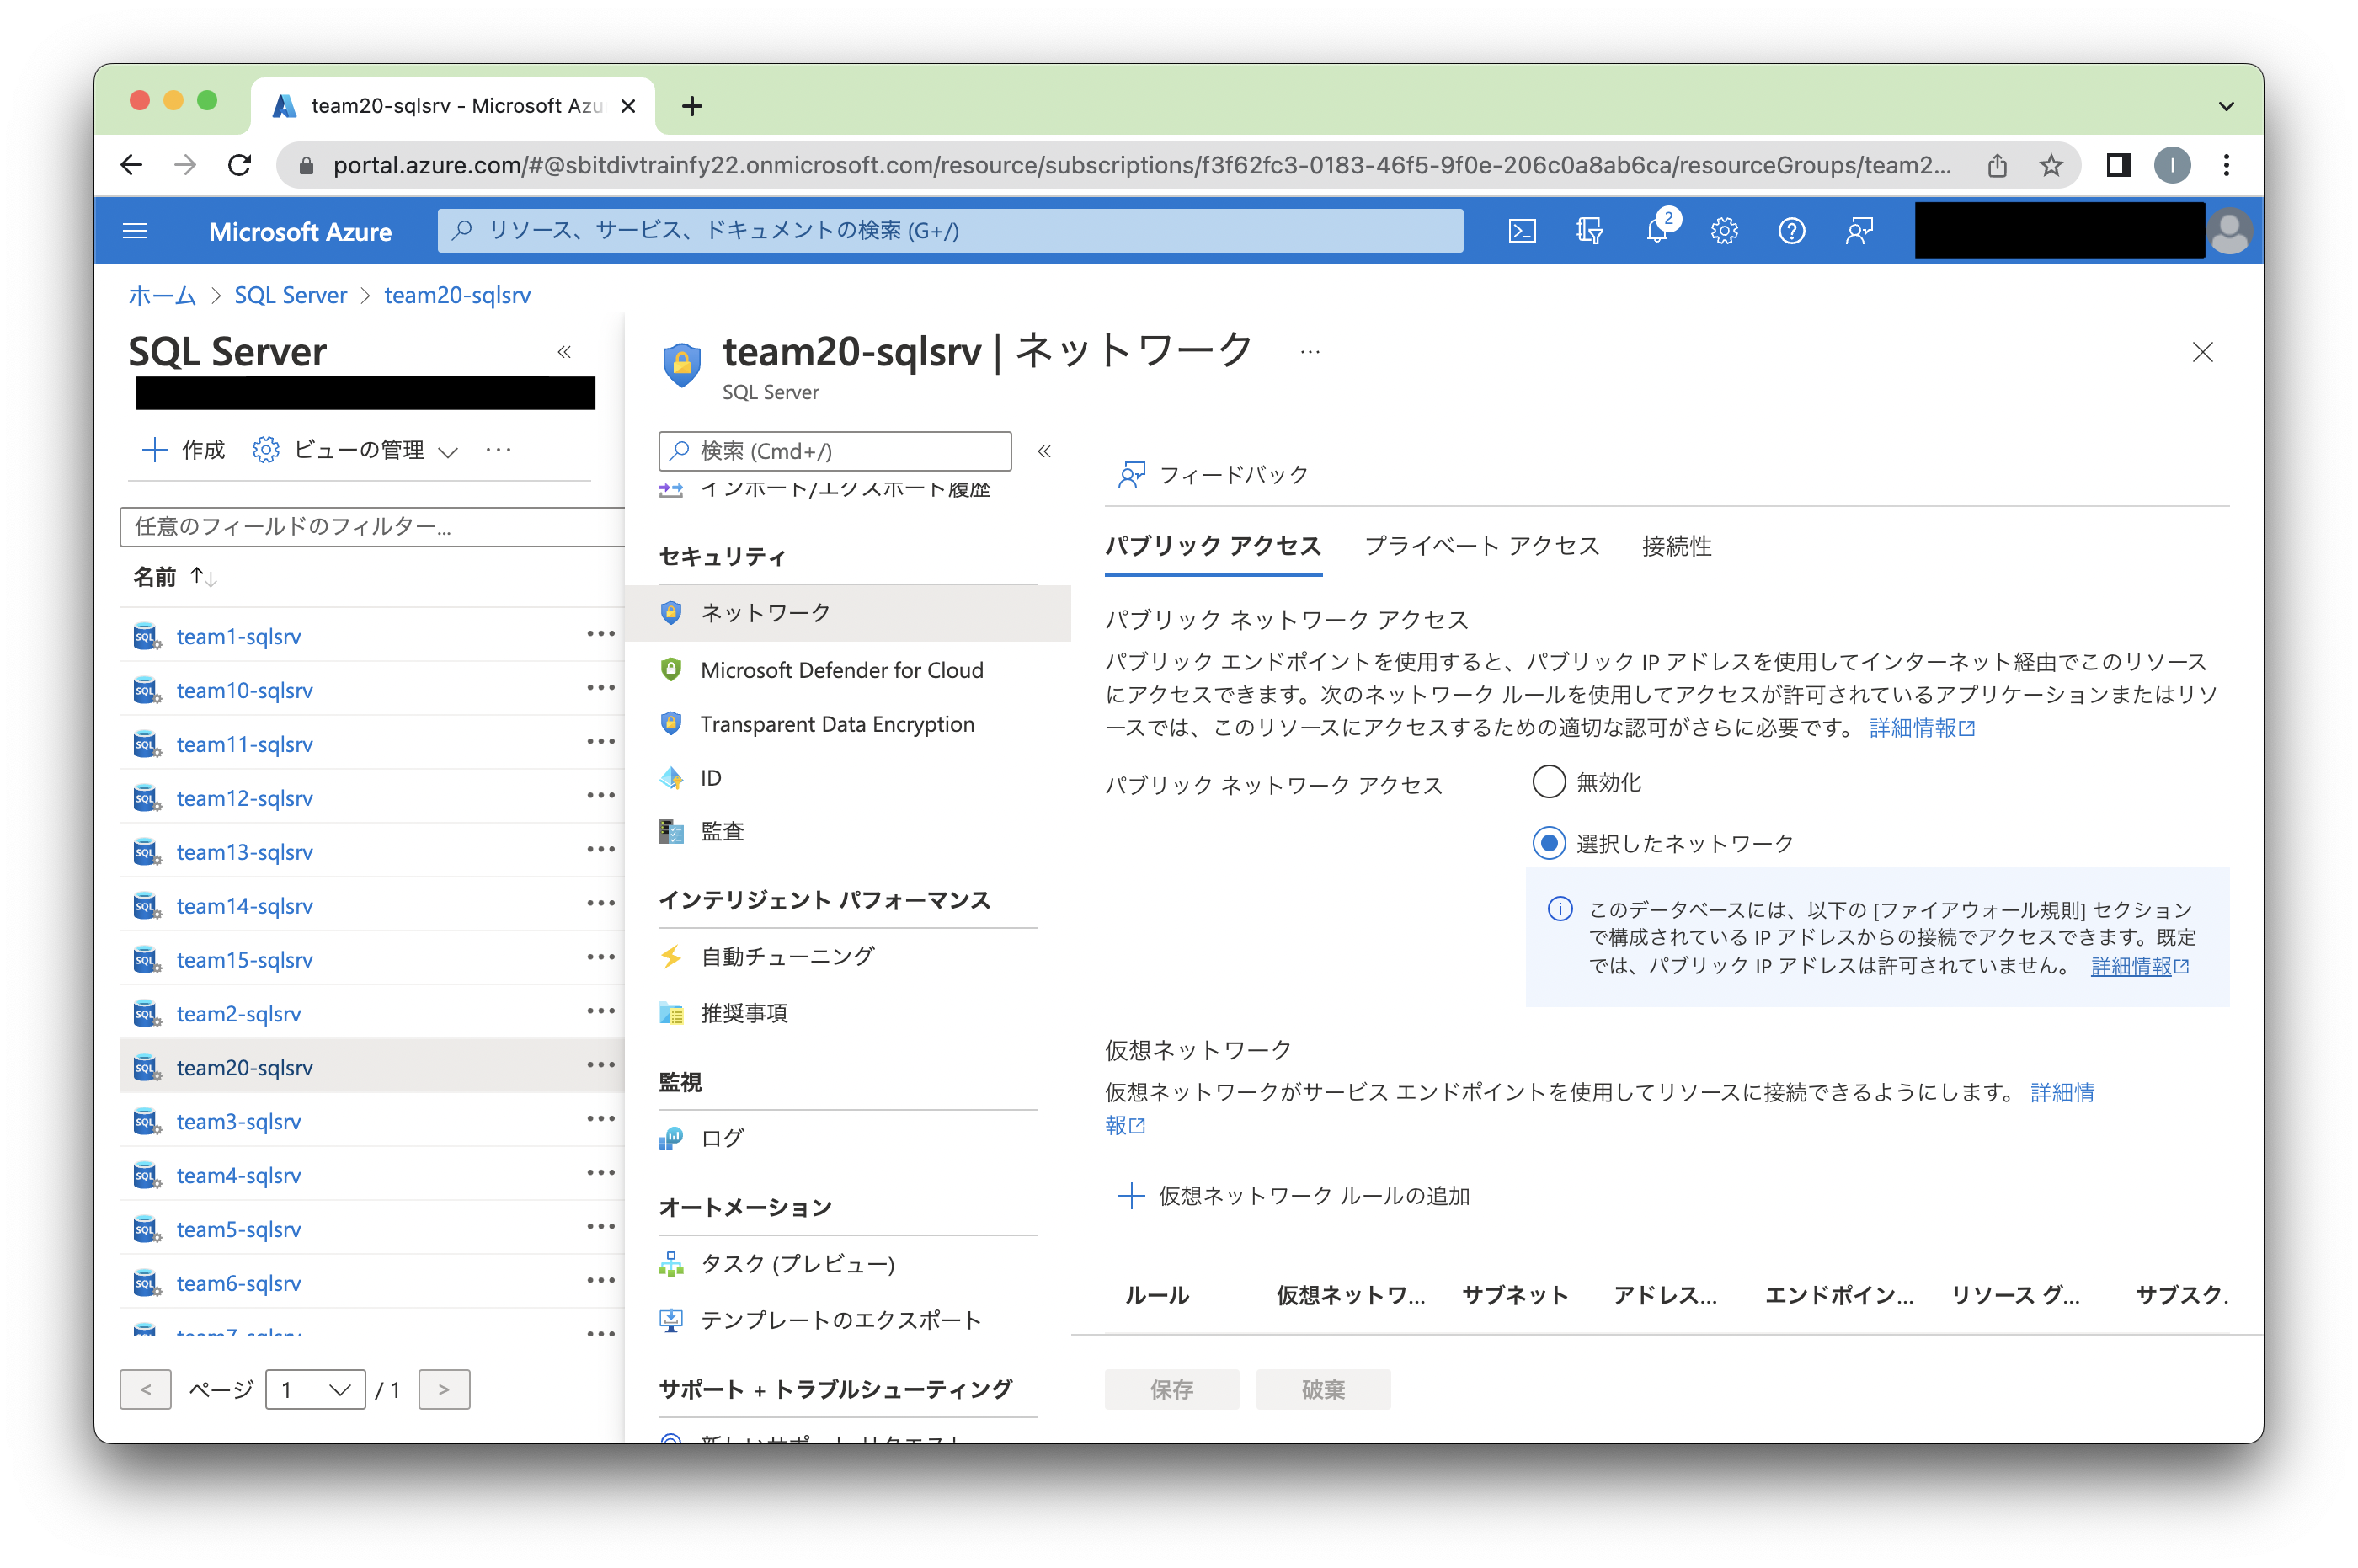 team20-sqlsrv - Microsoft Azu
portal.azure.com/#@sbitdivtrainfy22.onmicrosoft.com/resource/subscriptions/f3f62fc3-0183-46f5-9f0e-206c0a8ab6ca/resourceGroups/team2...
I
Microsoft Azure
リソース、サービス、ドキュメントの検索 (G+/)
2
ホーム > SQL Server > team20-sqlsrv
SQL Server
作成
ビューの管理
任意のフィールドのフィルター...
名前
team1-sqlsrv
team10-sqlsrv
team11-sqlsrv
team12-sqlsrv
team13-sqlsrv
team14-sqlsrv
team15-sqlsrv
team2-sqlsrv
team20-sqlsrv
team3-sqlsrv
team4-sqlsrv
team5-sqlsrv
team6-sqlsrv
team7-sqlsrv
< ページ 1 / 1 >
team20-sqlsrv | ネットワーク
SQL Server
検索 (Cmd+/)
インポート/エクスポート履歴
セキュリティ
ネットワーク
Microsoft Defender for Cloud
Transparent Data Encryption
ID
監査
インテリジェント パフォーマンス
自動チューニング
推奨事項
監視
ログ
オートメーション
タスク (プレビュー)
テンプレートのエクスポート
サポート + トラブルシューティング
新しいサポート リクエスト
フィードバック
パブリック アクセス
プライベート アクセス
接続性
パブリック ネットワーク アクセス
パブリック エンドポイントを使用すると、パブリック IP アドレスを使用してインターネット経由でこのリソース
にアクセスできます。次のネットワーク ルールを使用してアクセスが許可されているアプリケーションまたはリソ
ースでは、このリソースにアクセスするための適切な認可がさらに必要です。 詳細情報
パブリック ネットワーク アクセス
無効化
選択したネットワーク
このデータベースには、以下の [ファイアウォール規則] セクション
で構成されている IP アドレスからの接続でアクセスできます。既定
では、パブリック IP アドレスは許可されていません。 詳細情報
仮想ネットワーク
仮想ネットワークがサービス エンドポイントを使用してリソースに接続できるようにします。 詳細情
報
仮想ネットワーク ルールの追加
ルール 仮想ネットワ... サブネット アドレス... エンドポイン... リソース グ... サブスク.
保存
破棄